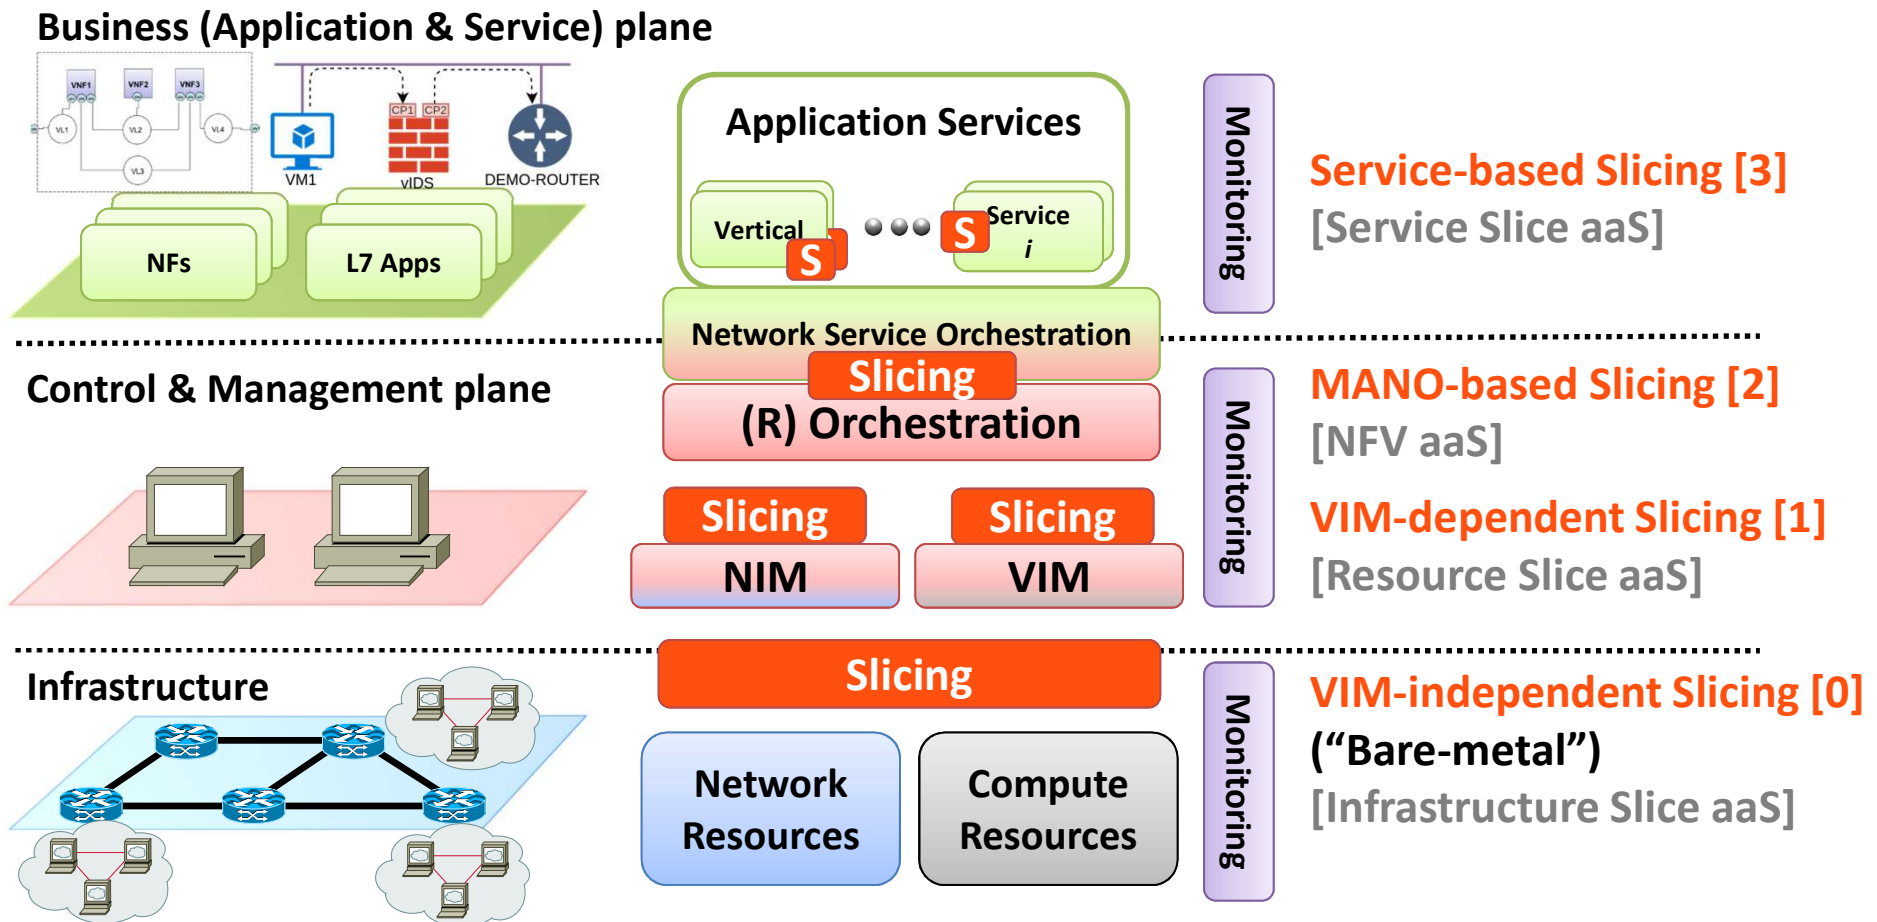 Business (Application & Service) plane
VNF1
VNF2
VNF3
VL1
VL2
VL4
VL3
CP1
CP2
VM1
vIDS
DEMO-ROUTER
NFs
L7 Apps
Application Services
Vertical
S
S
Service
i
Network Service Orchestration
Monitoring
Service-based Slicing [3]
[Service Slice aaS]
Control & Management plane
Slicing
(R) Orchestration
Slicing
NIM
Slicing
VIM
Monitoring
MANO-based Slicing [2]
[NFV aaS]
VIM-dependent Slicing [1]
[Resource Slice aaS]
Infrastructure
Slicing
Network
Resources
Compute
Resources
Monitoring
VIM-independent Slicing [0]
(“Bare-metal”)
[Infrastructure Slice aaS]